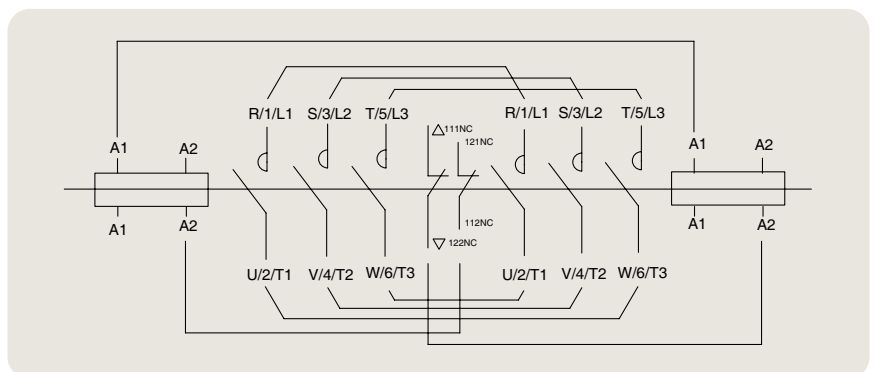 R/1/L1 S/3/L2 T/5/L3 R/1/L1 S/3/L2 T/5/L3
111NC
121NC
A1 A2 A1 A2
A1 A2 A1 A2
112NC
122NC
U/2/T1 V/4/T2 W/6/T3 U/2/T1 V/4/T2 W/6/T3